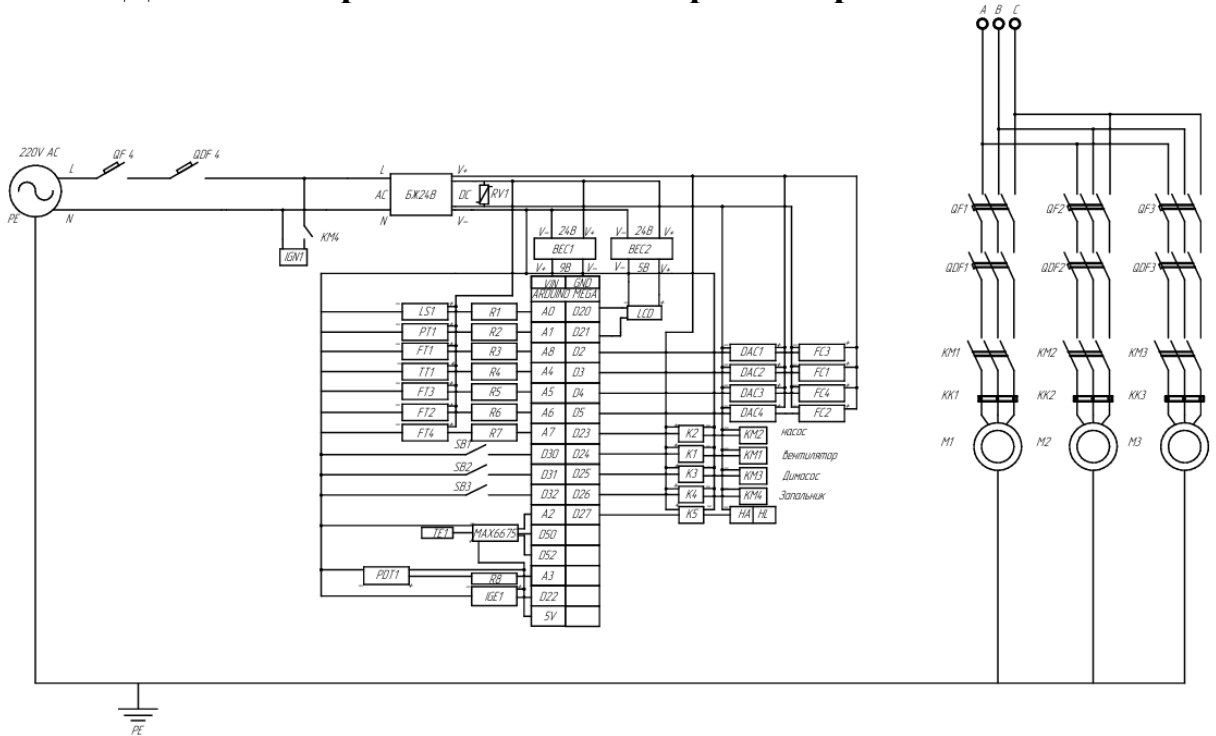 A B C
220V AC
QF 4
QDF 4
L
L
V+
AC
БЖ24В
DC
RV1
PE
N
N
V-
KM4
IGN1
V- 24В V+
V- 24В V+
BEC1
BEC2
V+ 9В V-
V- 5В V+
VIN GND
ARDUINO MEGA
LS1 R1 A0 D20 LCD
PT1 R2 A1 D21
FT1 R3 A8 D2 DAC1 FC3
TT1 R4 A4 D3 DAC2 FC1
FT3 R5 A5 D4 DAC3 FC4
FT2 R6 A6 D5 DAC4 FC2
FT4 R7 A7 D23 K2 KM2 насос
SB1 D30 D24 K1 KM1 Вентилятор
SB2 D31 D25 K3 KM3 Димосос
SB3 D32 D26 K4 KM4 Запальник
A2 D27 K5 HA HL
TE1 MAX6675 D50
D52
PDT1 R8 A3
IGE1 D22
5V
QF1 QF2 QF3
QDF1 QDF2 QDF3
KM1 KM2 KM3
KK1 KK2 KK3
M1 M2 M3
PE